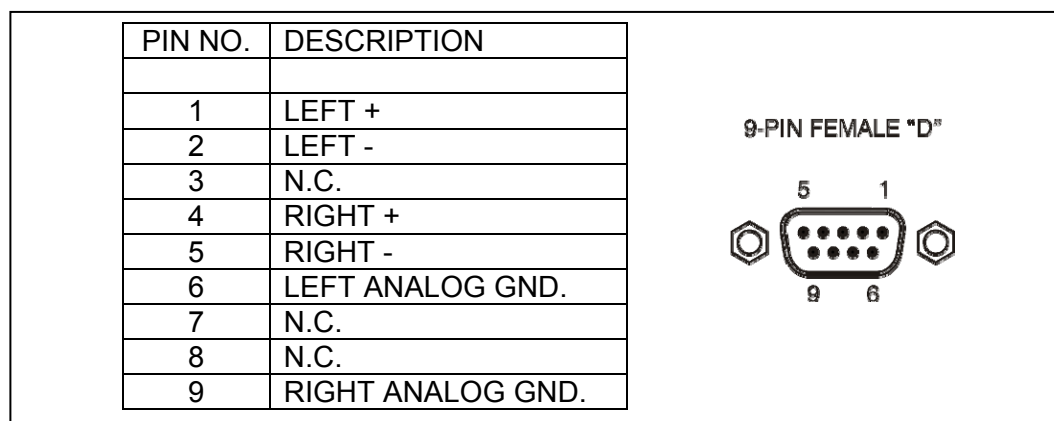 PIN NO. DESCRIPTION
1 LEFT +
2 LEFT -
3 N.C.
4 RIGHT +
5 RIGHT -
6 LEFT ANALOG GND.
7 N.C.
8 N.C.
9 RIGHT ANALOG GND.
9-PIN FEMALE "D"
5 1
9 6